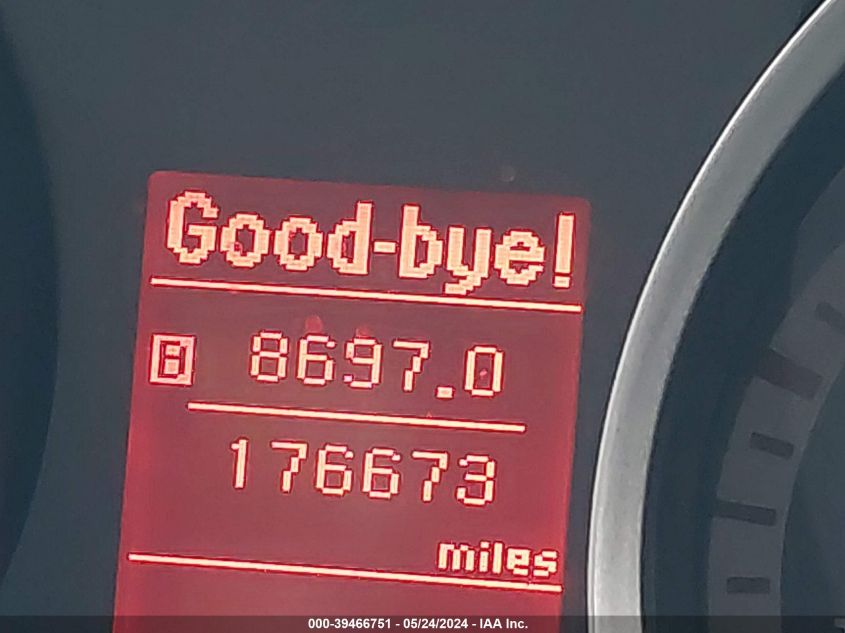 Good-bye!
B 8697.0
176673
miles
000-39466751 - 05/24/2024 - IAA Inc.